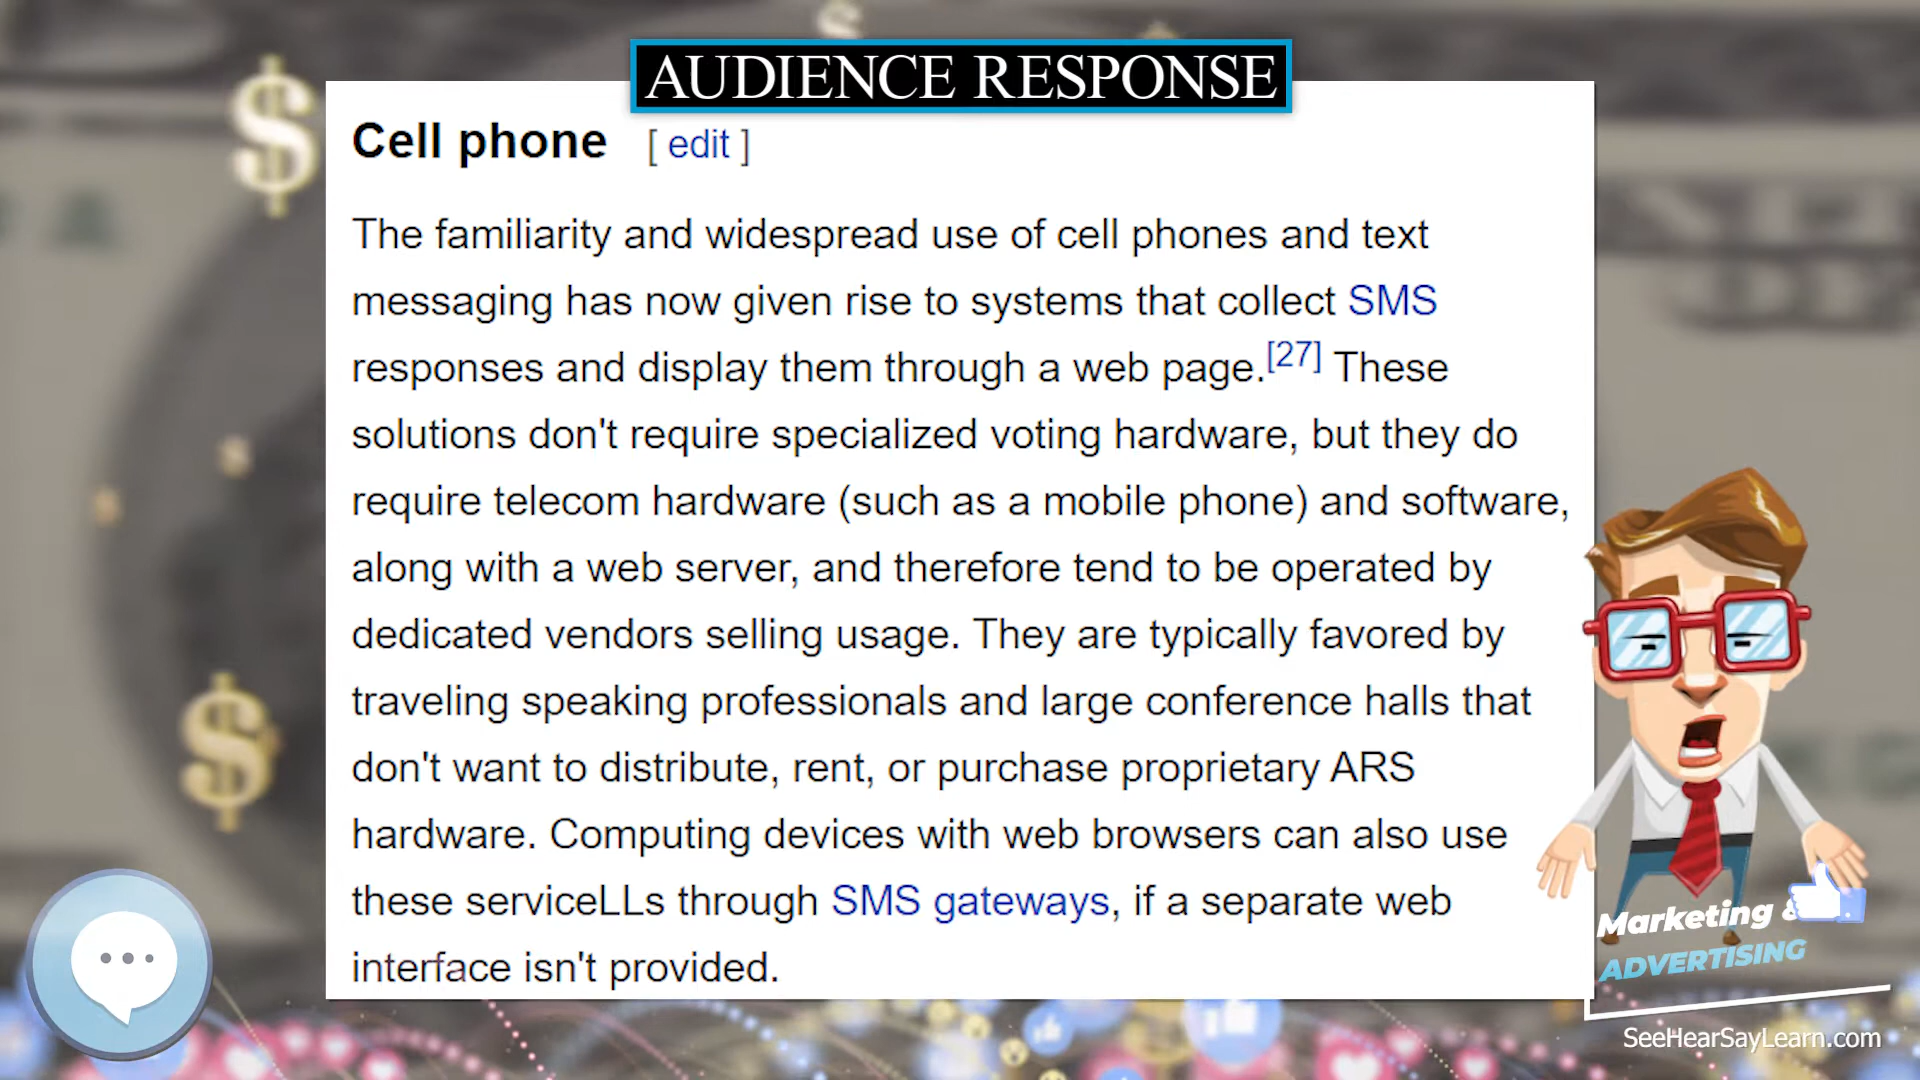 AUDIENCE RESPONSE
Cell phone [ edit ]
The familiarity and widespread use of cell phones and text
messaging has now given rise to systems that collect SMS
responses and display them through a web page.[27] These
solutions don't require specialized voting hardware, but they do
require telecom hardware (such as a mobile phone) and software,
along with a web server, and therefore tend to be operated by
dedicated vendors selling usage. They are typically favored by
traveling speaking professionals and large conference halls that
don't want to distribute, rent, or purchase proprietary ARS
hardware. Computing devices with web browsers can also use
these serviceLLs through SMS gateways, if a separate web
interface isn't provided.
Marketing &
ADVERTISING
SeeHearSayLearn.com